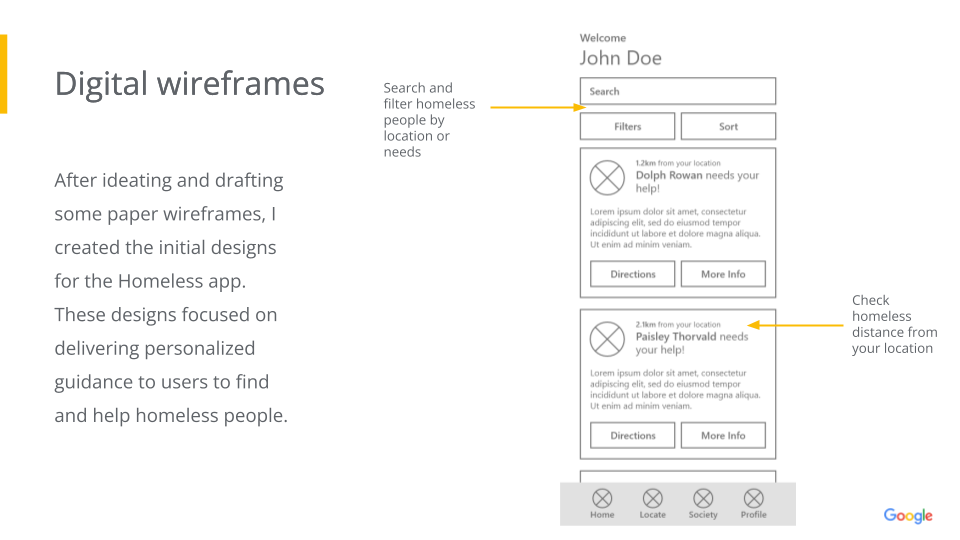 Digital wireframes
After ideating and drafting
some paper wireframes, I
created the initial designs
for the Homeless app.
These designs focused on
delivering personalized
guidance to users to find
and help homeless people.
Search and
filter homeless
people by
location or
needs
Welcome
John Doe
Search
Filters
Sort
1.2km from your location
Dolph Rowan needs your
help!
Lorem ipsum dolor sit amet, consectetur
adipiscing elit, sed do eiusmod tempor
incididunt ut labore et dolore magna aliqua.
Ut enim ad minim veniam.
Directions
More Info
2.1km from your location
Paisley Thorvald needs
your help!
Lorem ipsum dolor sit amet, consectetur
adipiscing elit, sed do eiusmod tempor
incididunt ut labore et dolore magna aliqua.
Ut enim ad minim veniam.
Directions
More Info
Home
Locate
Society
Profile
Check
homeless
distance from
your location
Google